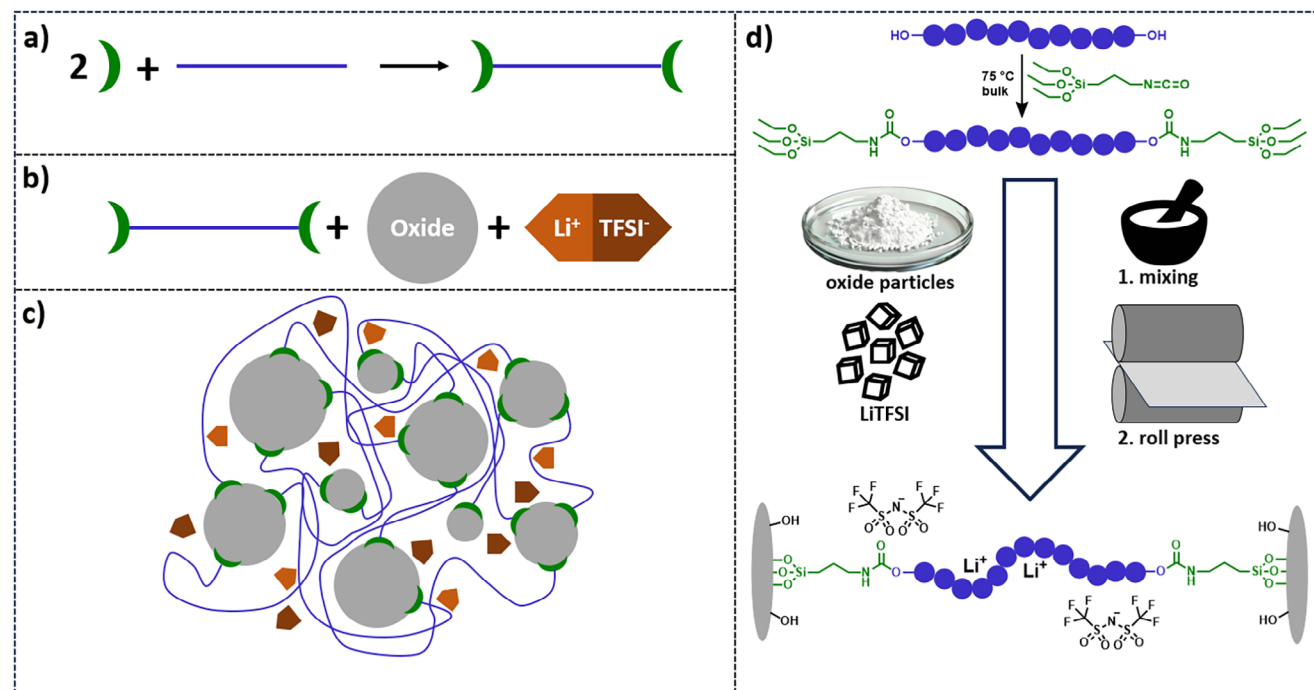 a)
2 +
b)
+ Oxide + Li⁺ TFSI⁻
c)
d)
HO OH
75 °C
bulk
O
O Si N=C=O
O
O O
O O
O Si N O O N Si O
O H H O
oxide particles
1. mixing
LiTFSI
2. roll press
F F F F
F N⁻ F
S S
O O O O
OH HO
O O O O
O Si N O Li⁺ Li⁺ O N Si O
O H H O
OH HO
F F F F
F N⁻ F
S S
O O O O